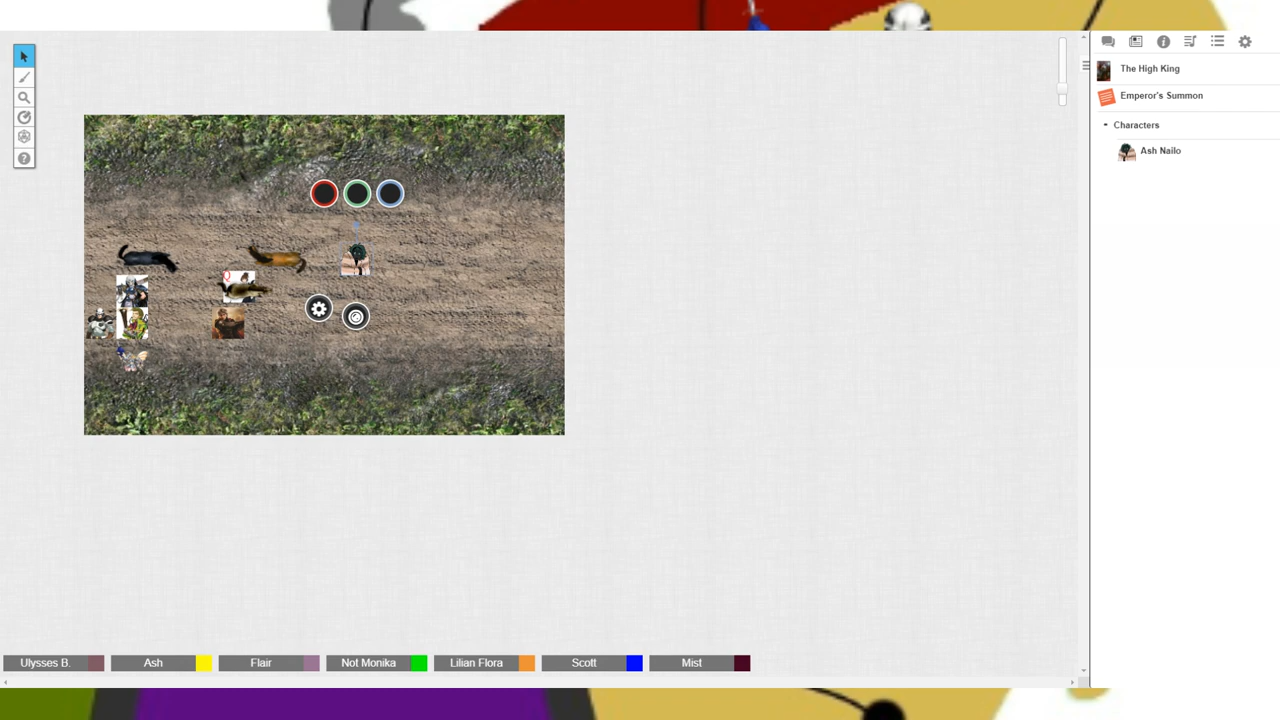 The High King
Emperor's Summon
Characters
Ash Nailo
Ulysses B.
Ash
Flair
Not Monika
Lilian Flora
Scott
Mist